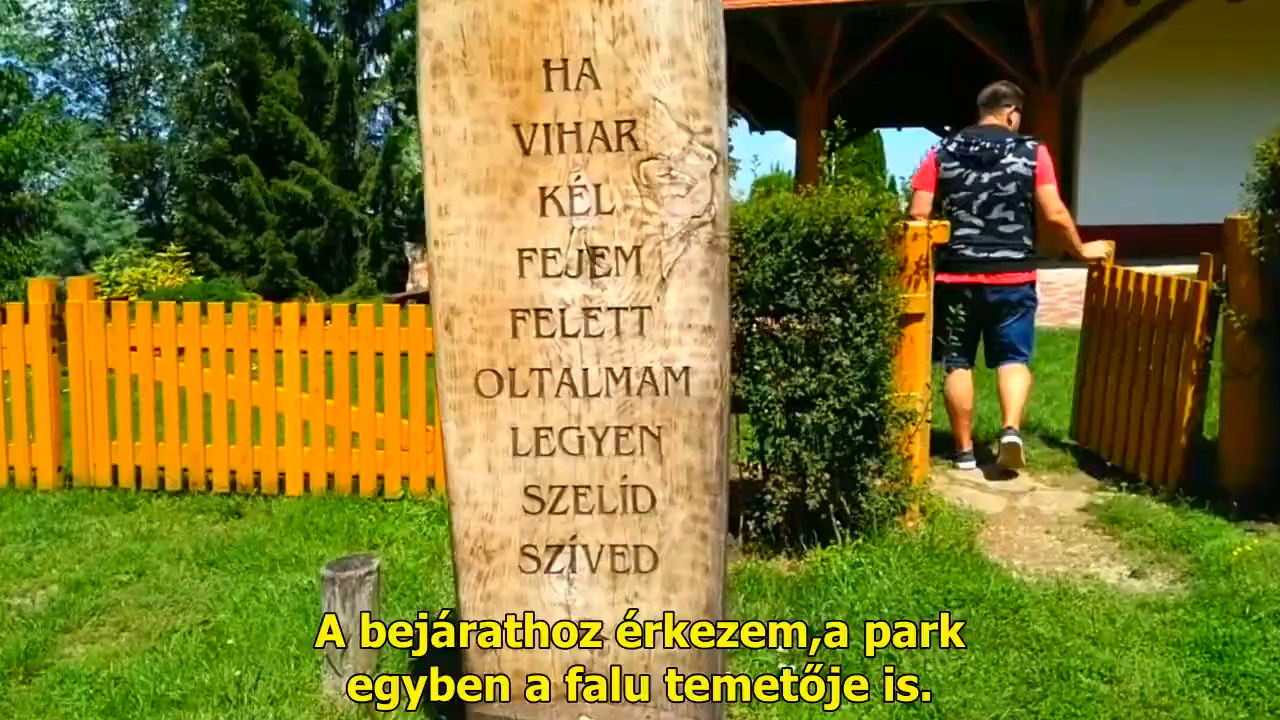 HA
VIHAR
KÉL
FEJEM
FELETT
OLTALMAM
LEGYEN
SZELÍD
SZÍVED
A bejárathoz érkezem,a park
egyben a falu temetője is.